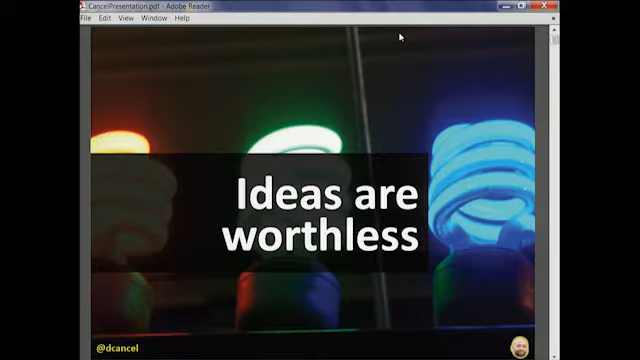 CancelPresentation.pdf - Adobe Reader
File Edit View Window Help
Ideas are
worthless
@dcancel